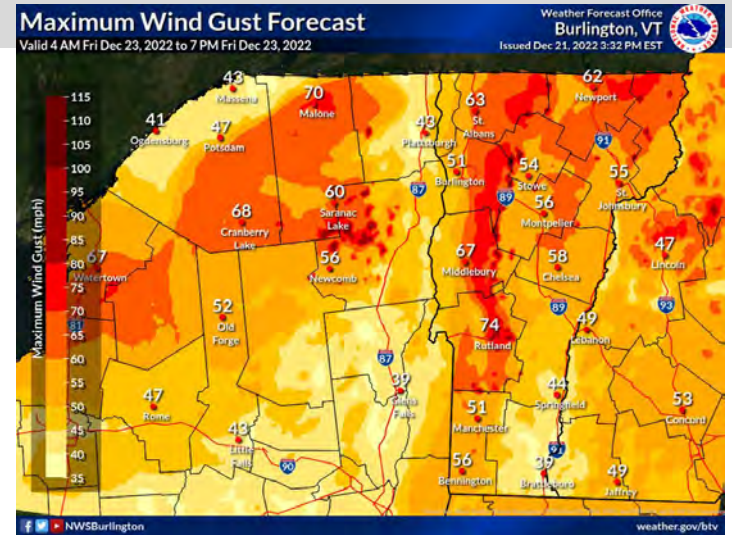 Maximum Wind Gust Forecast
Valid 4 AM Fri Dec 23, 2022 to 7 PM Fri Dec 23, 2022
Weather Forecast Office
Burlington, VT
Issued Dec 21, 2022 3:32 PM EST
Maximum Wind Gust (mph)
115
110
105
100
95
90
85
80
75
70
65
60
55
50
45
40
35
43
Massena
70
Malone
63
St.
Albans
62
Newport
41
Ogdensburg
47
Potsdam
43
Plattsburgh
91
51
Burlington
54
Stowe
55
St.
Johnsbury
87
89
60
Saranac
Lake
56
Montpelier
68
Cranberry
Lake
67
Watertown
56
Newcomb
67
Middlebury
58
Chelsea
47
Lincoln
52
Old
Forge
81
89
93
74
Rutland
49
Lebanon
87
39
Glens
Falls
44
Springfield
47
Rome
51
Manchester
53
Concord
43
Little
Falls
90
91
56
Bennington
39
Brattleboro
49
Jaffrey
NWSBurlington
weather.gov/btv